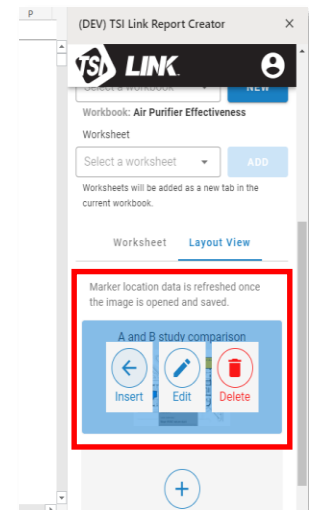 P
(DEV) TSI Link Report Creator
TSI LINK
Select a workbook
NEW
Workbook: Air Purifier Effectiveness
Worksheet
Select a worksheet
ADD
Worksheets will be added as a new tab in the
current workbook.
Worksheet Layout View
Marker location data is refreshed once
the image is opened and saved.
A and B study comparison
Insert Edit Delete